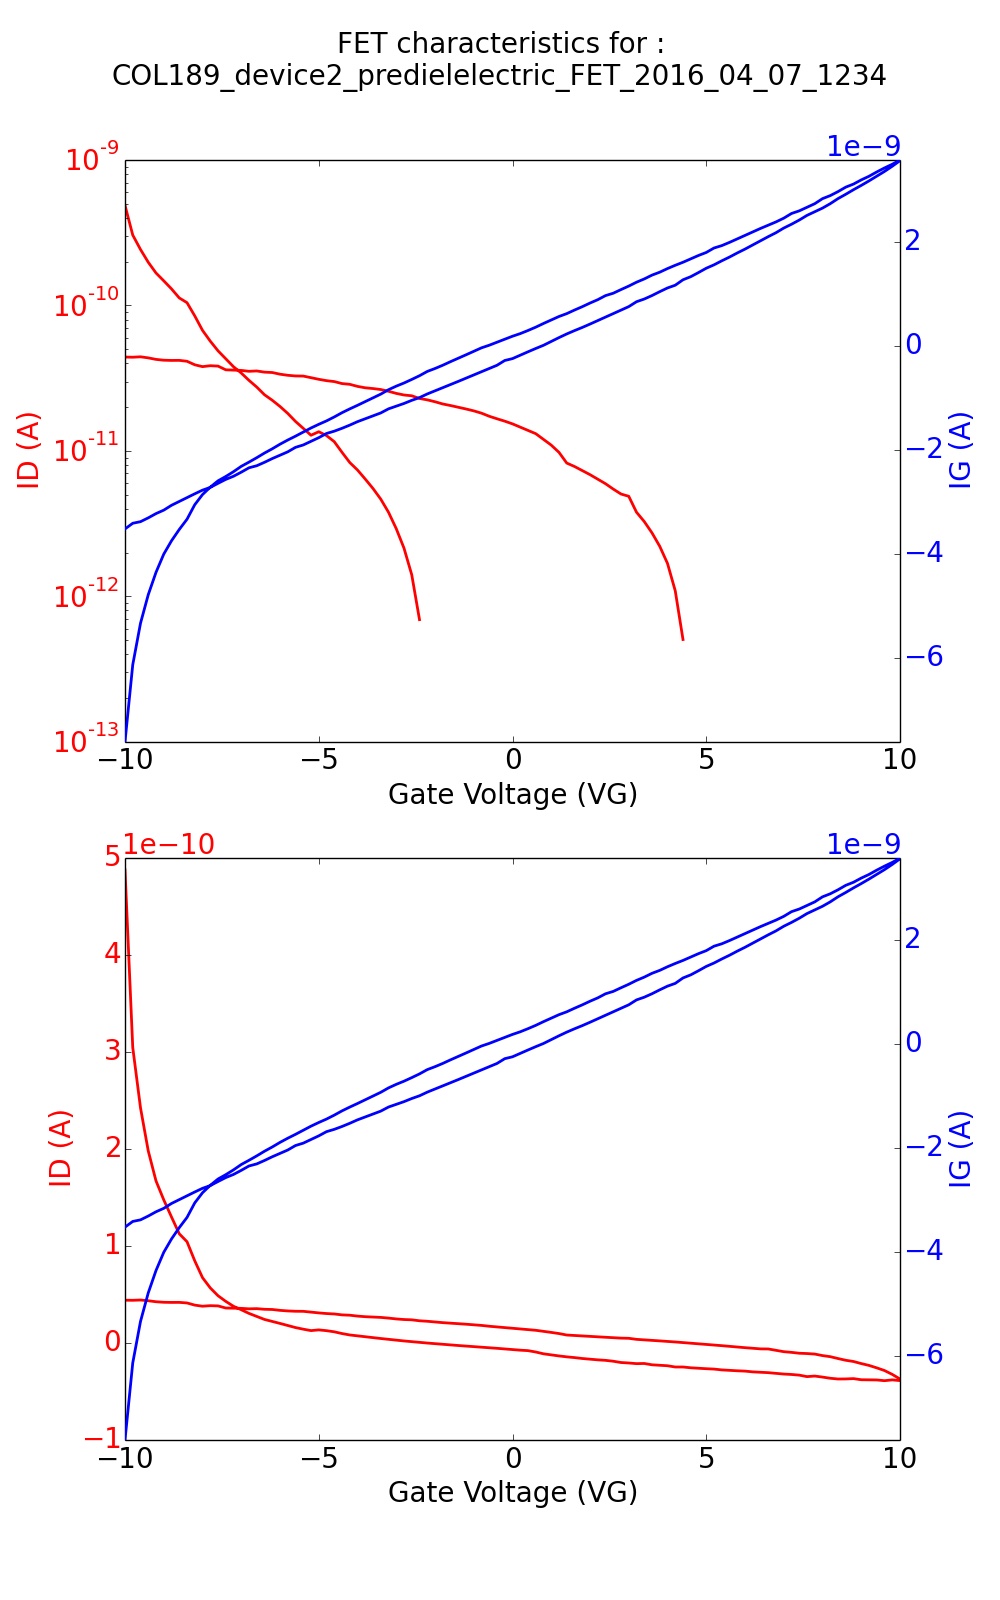 FET characteristics for :
COL189_device2_predielelectric_FET_2016_04_07_1234
1e−9
10-9
10-10
10-11
10-12
10-13
ID (A)
2
0
−2
−4
−6
IG (A)
−10 −5 0 5 10
Gate Voltage (VG)
1e−10
1e−9
5
4
3
2
1
0
−1
ID (A)
2
0
−2
−4
−6
IG (A)
−10 −5 0 5 10
Gate Voltage (VG)